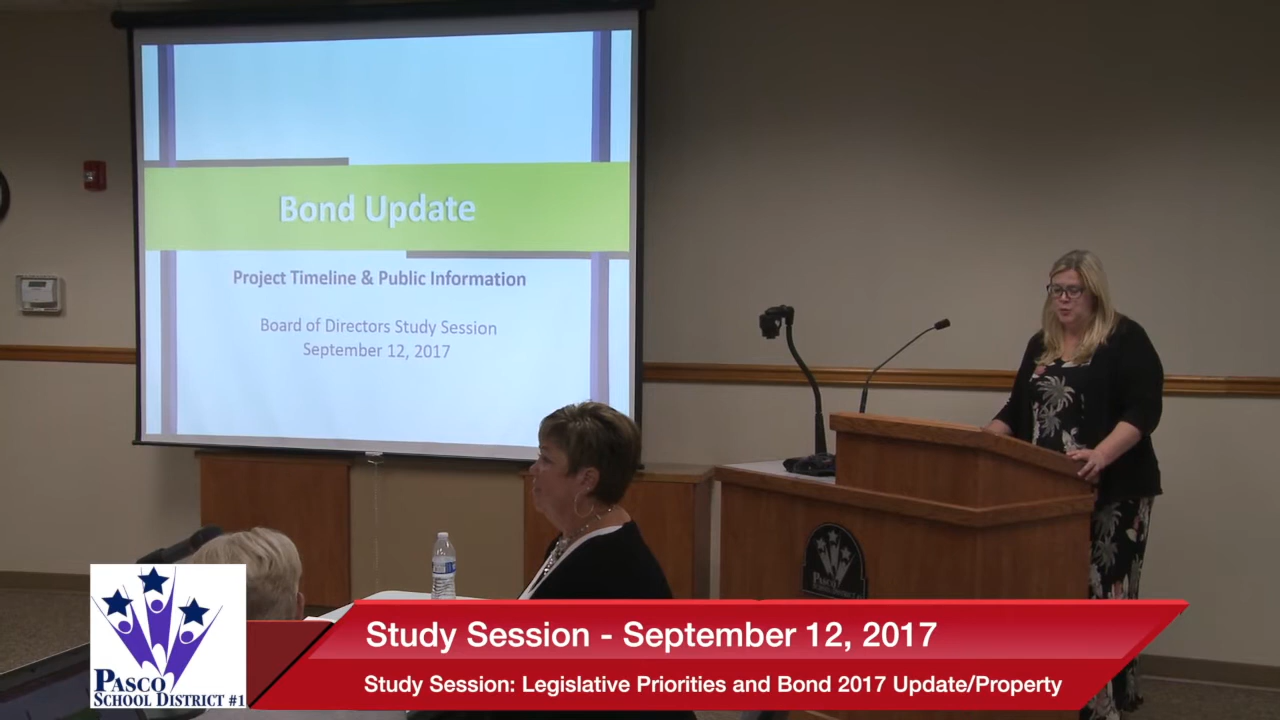 Bond Update
Project Timeline & Public Information
Board of Directors Study Session
September 12, 2017
PASCO
PASCO
SCHOOL DISTRICT #1
Study Session - September 12, 2017
Study Session: Legislative Priorities and Bond 2017 Update/Property